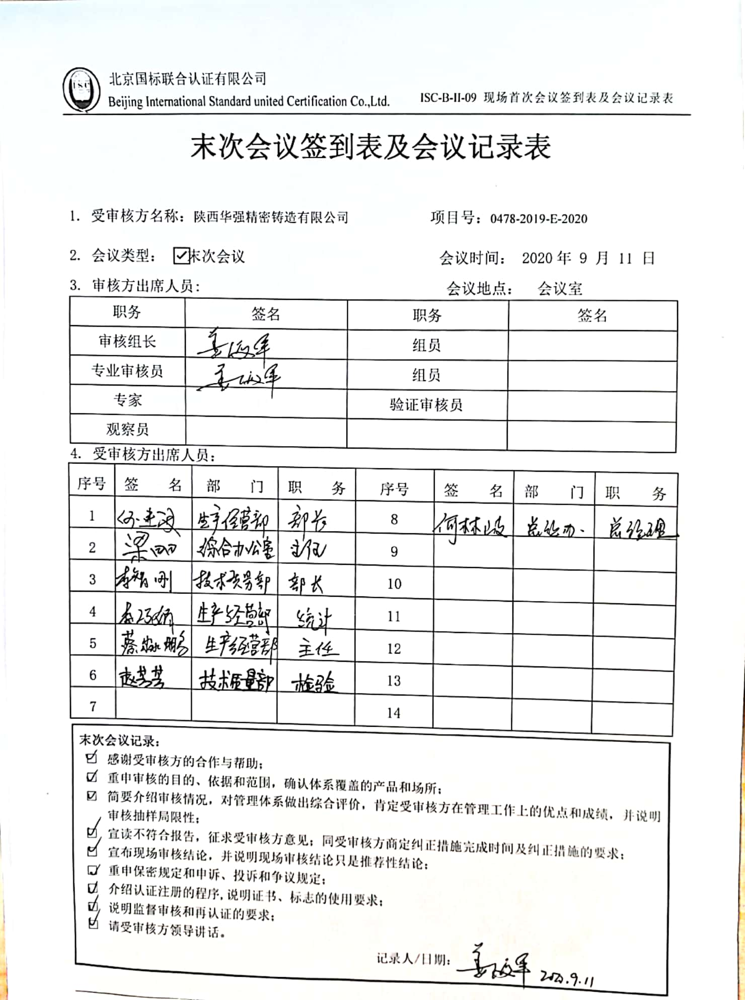 ISC
北京国标联合认证有限公司
Beijing International Standard united Certification Co.,Ltd. ISC-B-II-09 现场首次会议签到表及会议记录表
末次会议签到表及会议记录表
1. 受审核方名称：陕西华强精密铸造有限公司 项目号：0478-2019-E-2020
2. 会议类型： ☑末次会议 会议时间： 2020 年 9 月 11 日
3. 审核方出席人员： 会议地点： 会议室
职务 签名 职务 签名
审核组长 组员
专业审核员 组员
专家 验证审核员
观察员
4. 受审核方出席人员：
序号 签 名 部 门 职 务 序号 签 名 部 门 职 务
1 生产经营部 部长 8 何林 总经办 总经理
2 梁田田 综合办公室 主任 9
3 李智刚 技术质量部 部长 10
4 李巧娟 生产经营部 统计 11
5 蔡 鹏 生产经营部 主任 12
6 赵芳芳 技术质量部 检验 13
7 14
末次会议记录：
☑ 感谢受审核方的合作与帮助；
☑ 重申审核的目的、依据和范围，确认体系覆盖的产品和场所；
☑ 简要介绍审核情况，对管理体系做出综合评价，肯定受审核方在管理工作上的优点和成绩，并说明
审核抽样局限性；
☑ 宣读不符合报告，征求受审核方意见；同受审核方商定纠正措施完成时间及纠正措施的要求；
☑ 宣布现场审核结论，并说明现场审核结论只是推荐性结论；
☑ 重申保密规定和申诉、投诉和争议规定；
☑ 介绍认证注册的程序,说明证书、标志的使用要求；
☑ 说明监督审核和再认证的要求；
☑ 请受审核方领导讲话。
记录人/日期： 2020.9.11